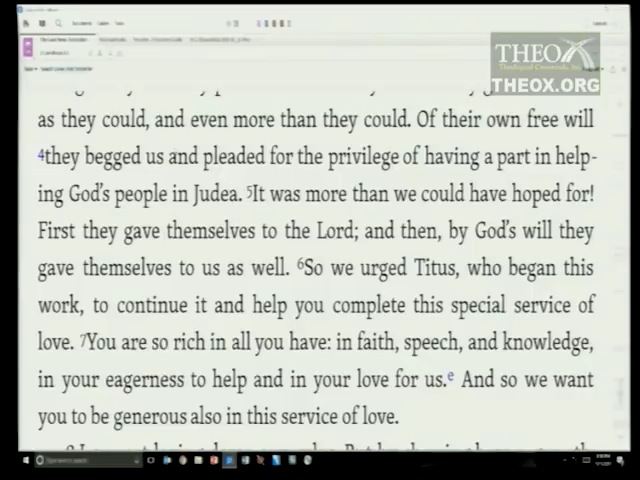 THEOX
THEOX.ORG
as they could, and even more than they could. Of their own free will
4they begged us and pleaded for the privilege of having a part in help-
ing God's people in Judea. 5It was more than we could have hoped for!
First they gave themselves to the Lord; and then, by God's will they
gave themselves to us as well. 6So we urged Titus, who began this
work, to continue it and help you complete this special service of
love. 7You are so rich in all you have: in faith, speech, and knowledge,
in your eagerness to help and in your love for us.e And so we want
you to be generous also in this service of love.